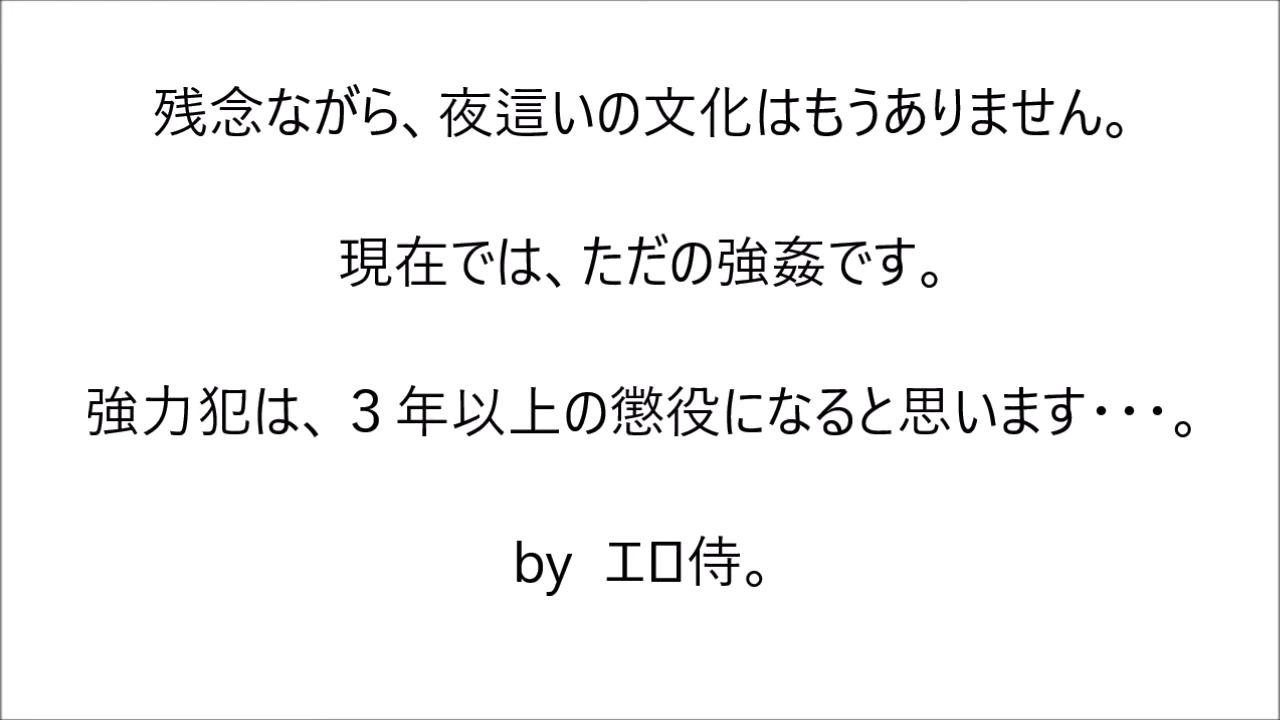 残念ながら、夜這いの文化はもうありません。
現在では、ただの強姦です。
強力犯は、３年以上の懲役になると思います・・・。
by　エロ侍。